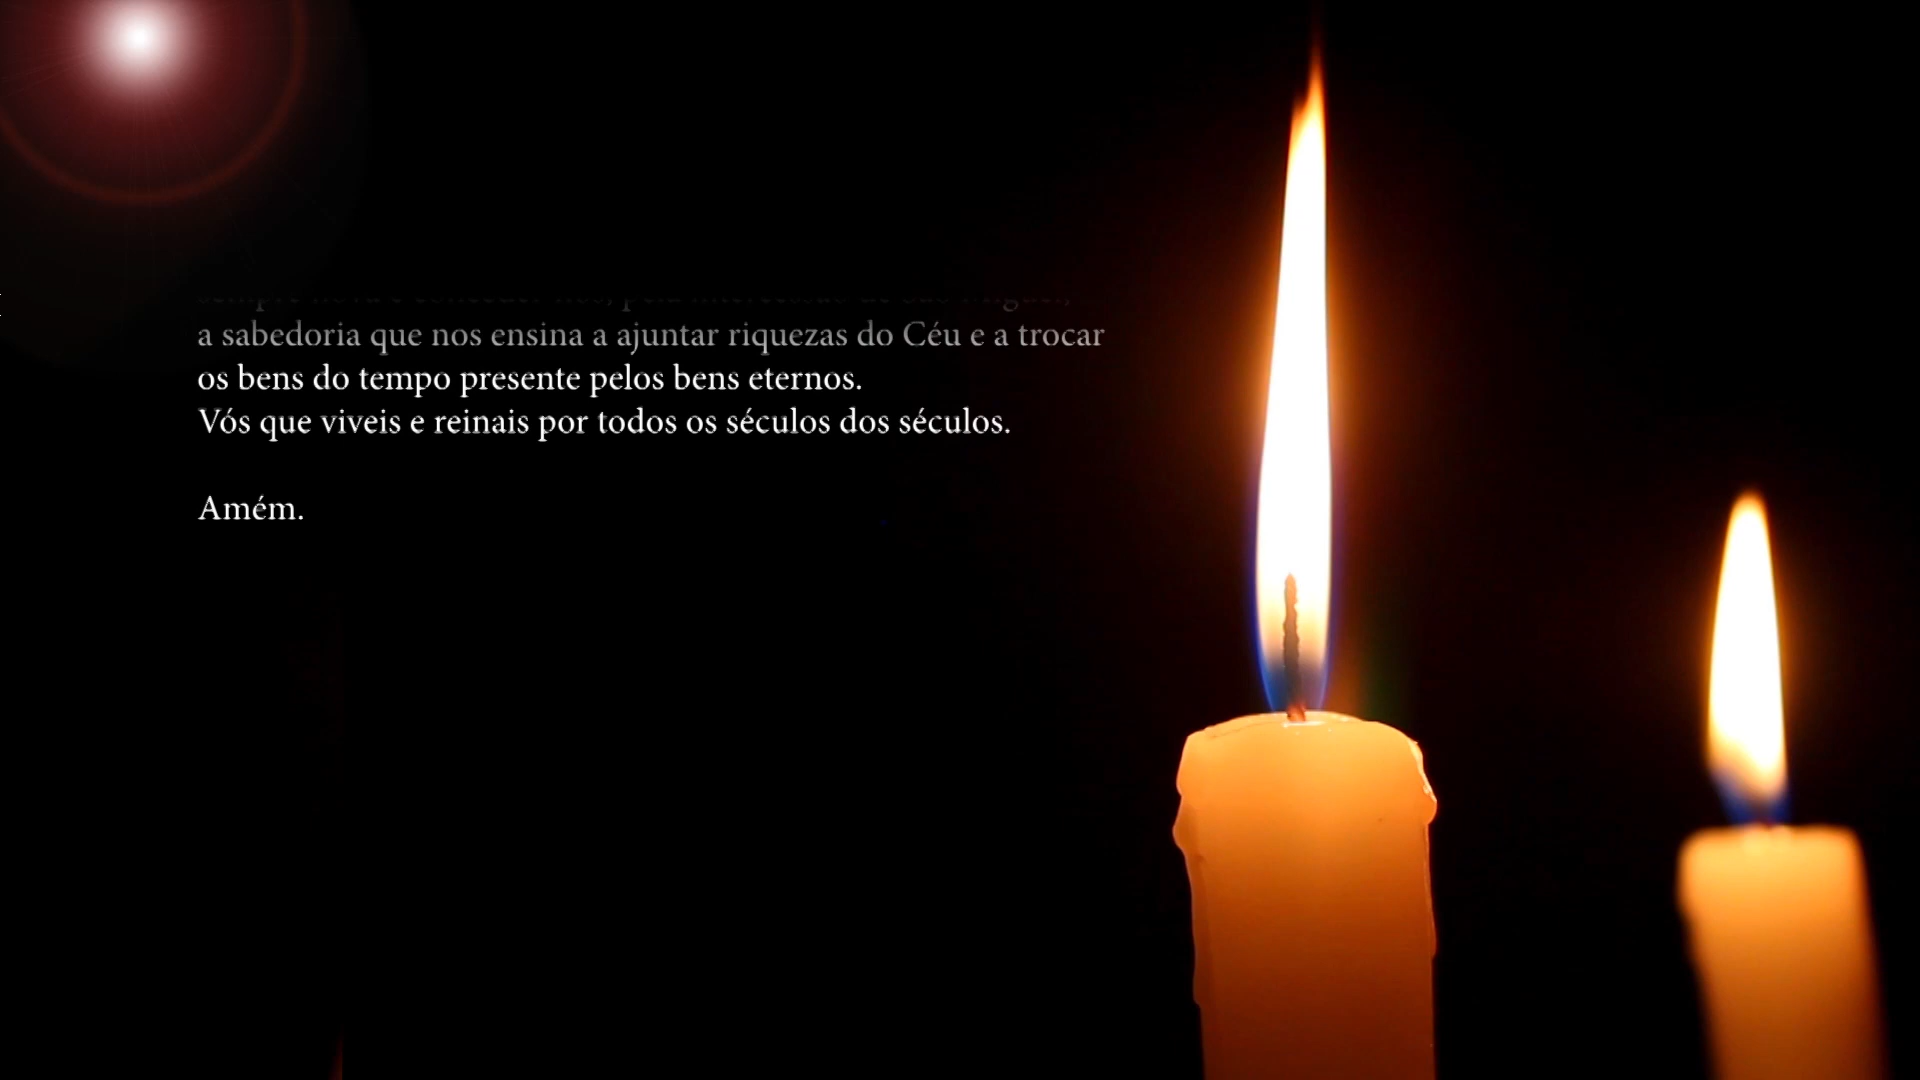 a sabedoria que nos ensina a ajuntar riquezas do Céu e a trocar
os bens do tempo presente pelos bens eternos.
Vós que viveis e reinais por todos os séculos dos séculos.
Amém.